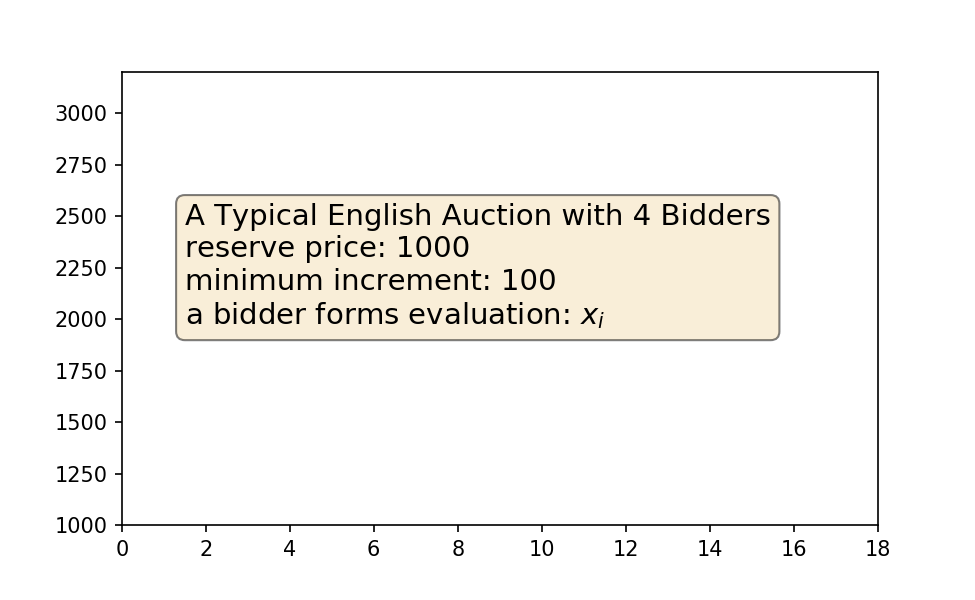 3000
2750
2500
2250
2000
1750
1500
1250
1000
A Typical English Auction with 4 Bidders
reserve price: 1000
minimum increment: 100
a bidder forms evaluation: xᵢ
0 2 4 6 8 10 12 14 16 18